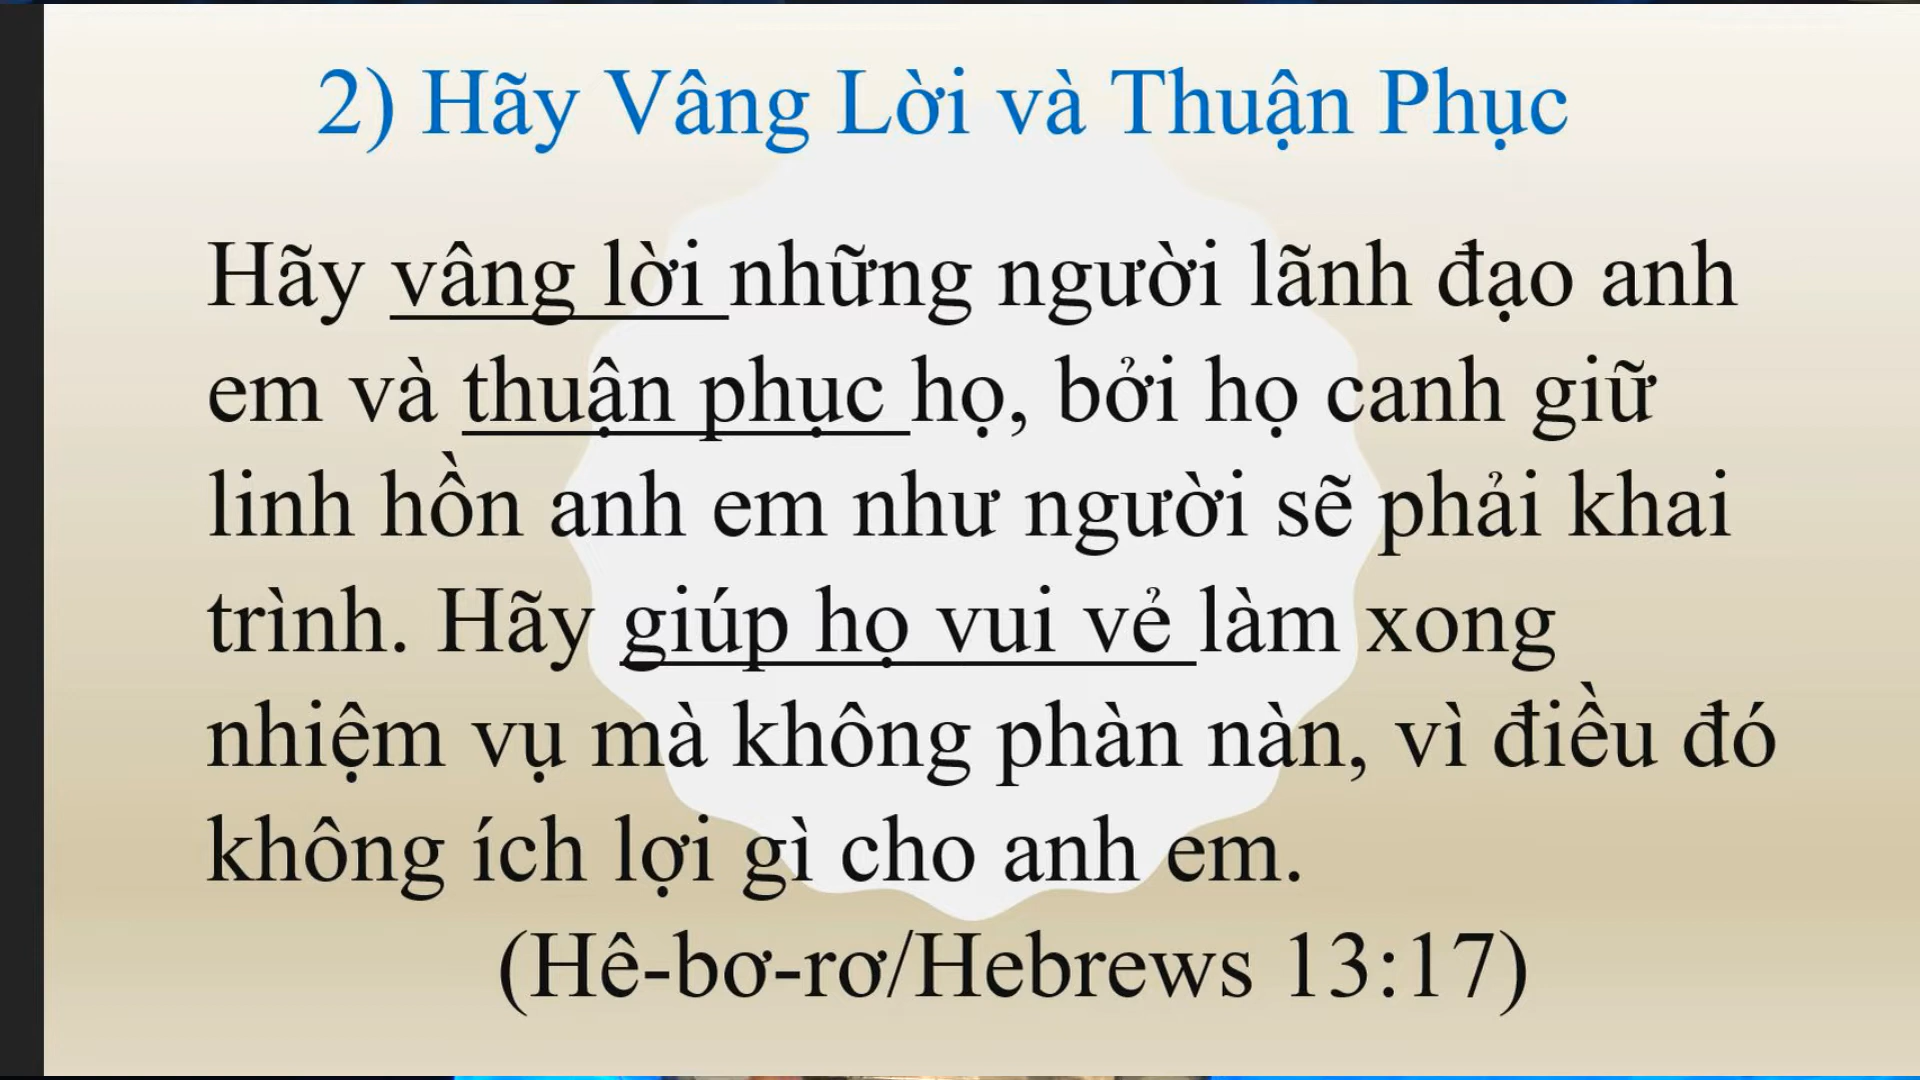 2) Hãy Vâng Lời và Thuận Phục
Hãy vâng lời những người lãnh đạo anh
em và thuận phục họ, bởi họ canh giữ
linh hồn anh em như người sẽ phải khai
trình. Hãy giúp họ vui vẻ làm xong
nhiệm vụ mà không phàn nàn, vì điều đó
không ích lợi gì cho anh em.
(Hê-bơ-rơ/Hebrews 13:17)